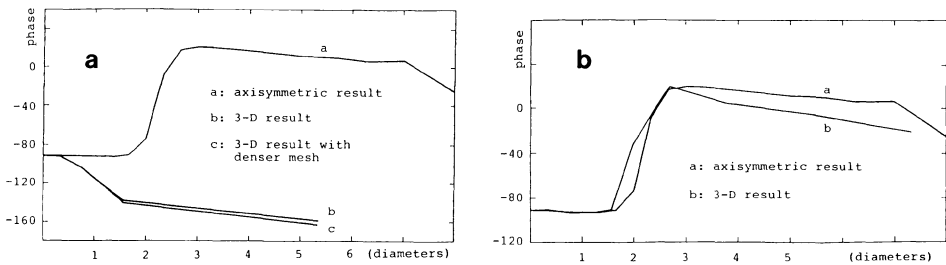 phase
a
0
-40
-80
-120
-160
a
a: axisymmetric result
b: 3-D result
c: 3-D result with
denser mesh
b
c
1 2 3 4 5 6 (diameters)
phase
b
0
-40
-80
-120
a
b
a: axisymmetric result
b: 3-D result
1 2 3 4 5 6 (diameters)